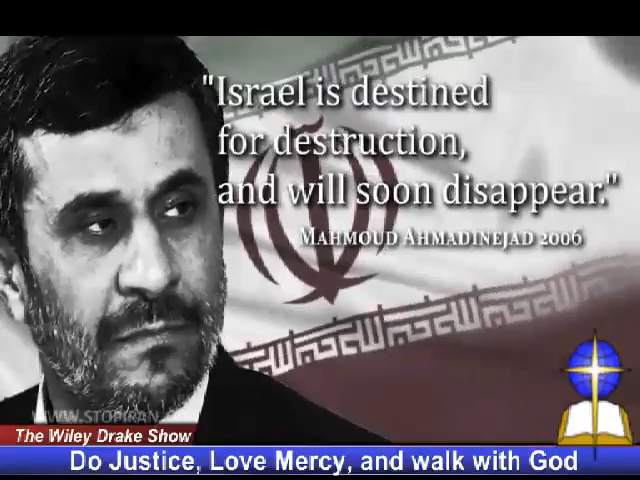 "Israel is destined
for destruction,
and will soon disappear."
MAHMOUD AHMADINEJAD 2006
WWW.STOPIRAN
The Wiley Drake Show
Do Justice, Love Mercy, and walk with God